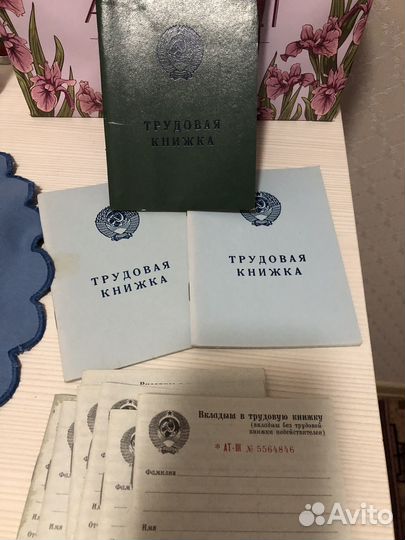 ТРУДОВАЯ
КНИЖКА
ТРУДОВАЯ
КНИЖКА
ТРУДОВАЯ
КНИЖКА
Вкладыш в трудовую книжку
(вкладыш без трудовой
книжки недействителен)
* АТ-III № 5564846
Фамилия
Имя
Avito